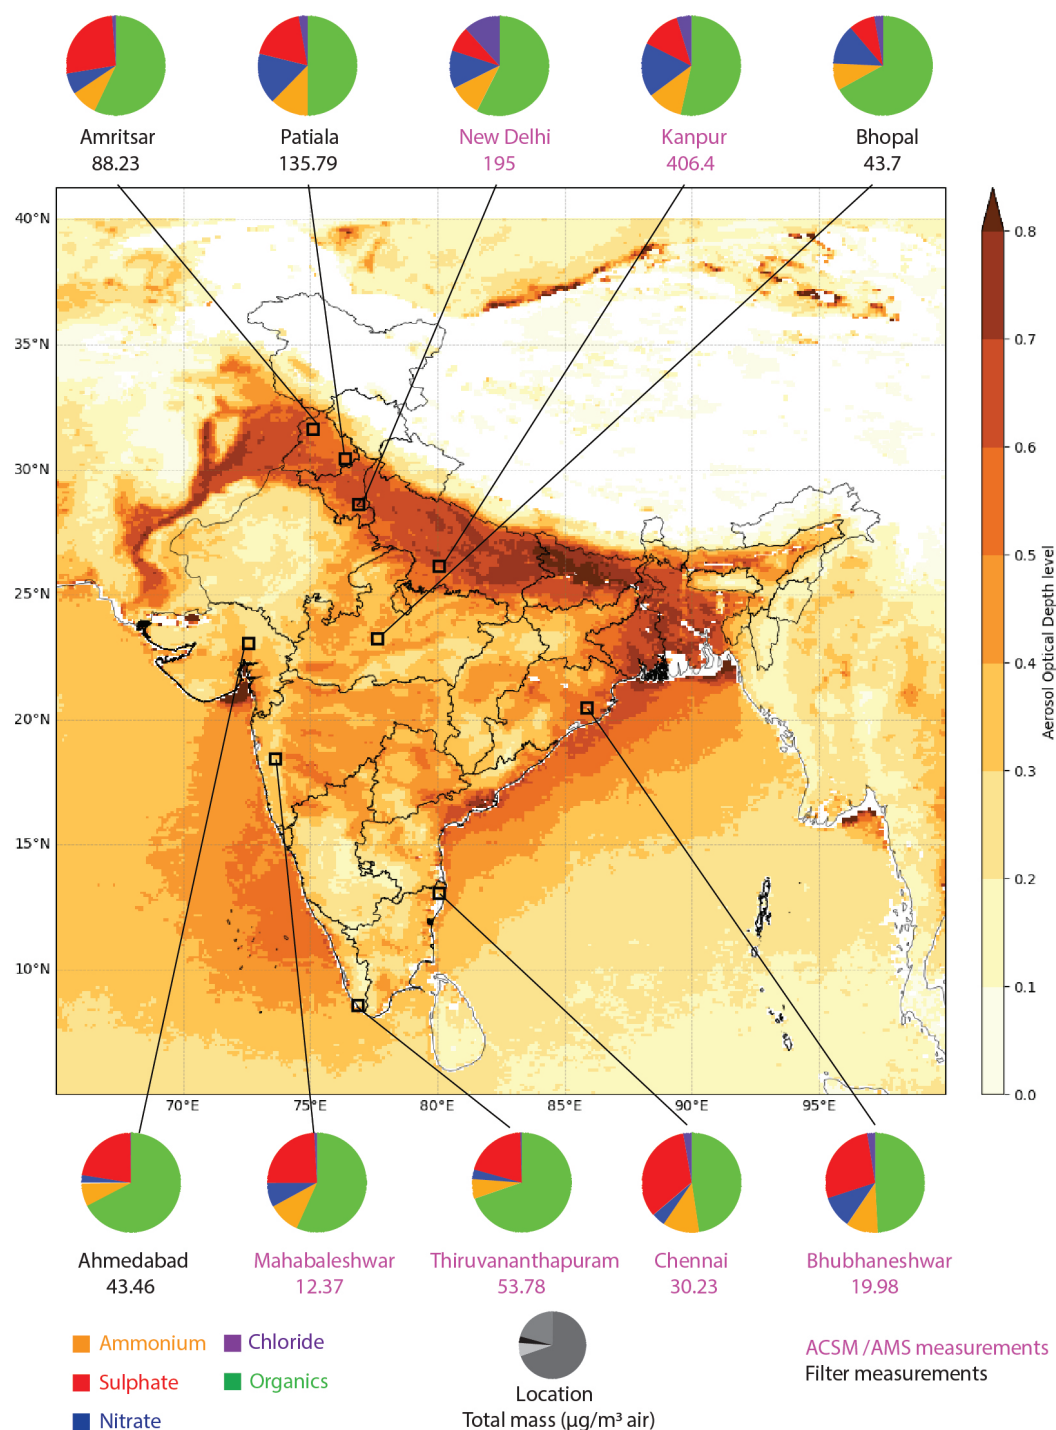 Amritsar
88.23
Patiala
135.79
New Delhi
195
Kanpur
406.4
Bhopal
43.7
40°N
35°N
30°N
25°N
20°N
15°N
10°N
70°E
75°E
80°E
85°E
90°E
95°E
0.8
0.7
0.6
0.5
0.4
0.3
0.2
0.1
0.0
Aerosol Optical Depth level
Ahmedabad
43.46
Mahabaleshwar
12.37
Thiruvananthapuram
53.78
Chennai
30.23
Bhubhaneshwar
19.98
Ammonium
Chloride
Sulphate
Organics
Nitrate
Location
Total mass (µg/m³ air)
ACSM /AMS measurements
Filter measurements